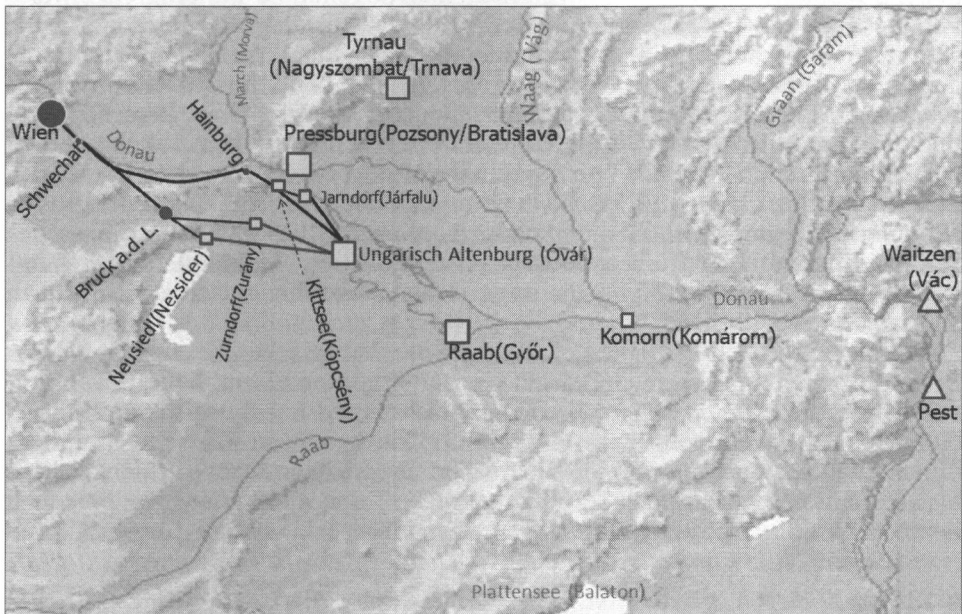 Tyrnau
(Nagyszombat/Trnava)
March (Morva)
Naag (Vág)
Graan (Garam)
Wien
Donau
Hainburg
Pressburg(Pozsony/Bratislava)
Schwechat
Jarndorf(Járfalu)
Bruck a.d. L.
Ungarisch Altenburg (Óvár)
Waitzen
(Vác)
Neusiedl(Nezsider)
Zurndorf(Zurány)
Kittsee(Köpcsény)
Donau
Raab(Győr)
Komorn(Komárom)
Pest
Raab
Plattensee (Balaton)